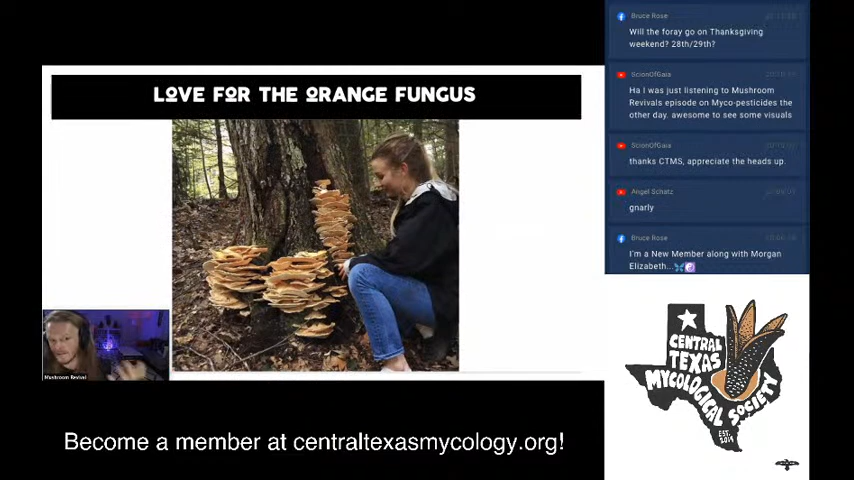 LOVE FOR THE ORANGE FUNGUS
Mushroom Revival
Become a member at centraltexasmycology.org!
Bruce Rose
Will the foray go on Thanksgiving
weekend? 28th/29th?
ScionOfGaia
Ha I was just listening to Mushroom
Revivals episode on Myco-pesticides the
other day. awesome to see some visuals
ScionOfGaia
thanks CTMS, appreciate the heads up.
Angel Schatz
gnarly
Bruce Rose
I'm a New Member along with Morgan
Elizabeth...🦋☯️
CENTRAL
TEXAS
MYCOLOGICAL
SOCIETY
EST.
2019